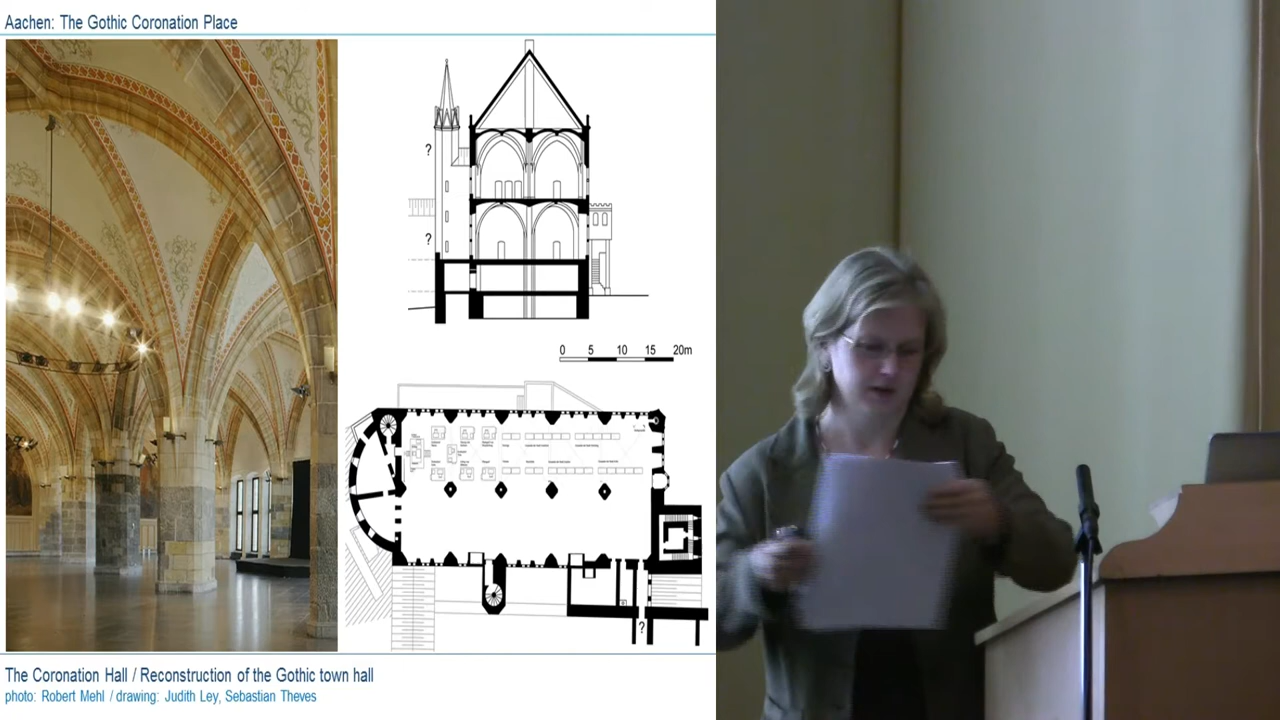 Aachen: The Gothic Coronation Place
?
?
0 5 10 15 20m
?
The Coronation Hall / Reconstruction of the Gothic town hall
photo: Robert Mehl / drawing: Judith Ley, Sebastian Theves